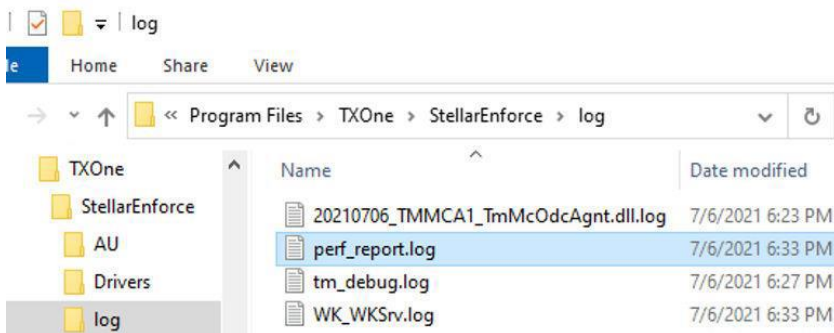 log
le Home Share View
« Program Files > TXOne > StellarEnforce > log
TXOne
StellarEnforce
AU
Drivers
log
Name Date modified
20210706_TMMCA1_TmMcOdcAgnt.dll.log 7/6/2021 6:23 PM
perf_report.log 7/6/2021 6:33 PM
tm_debug.log 7/6/2021 6:27 PM
WK_WKSrv.log 7/6/2021 6:33 PM